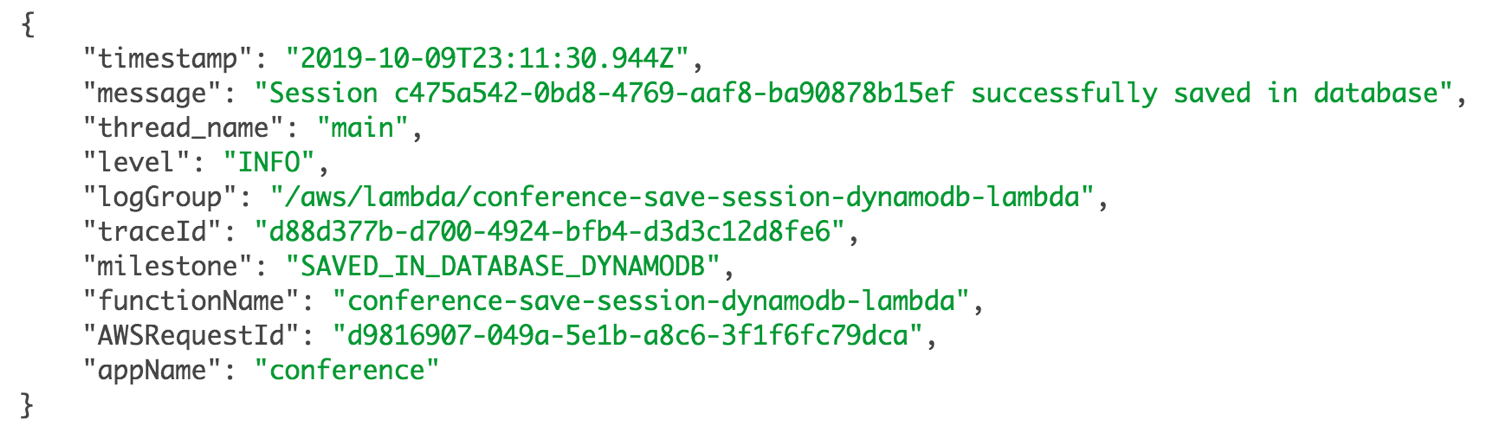 {
"timestamp": "2019-10-09T23:11:30.944Z",
"message": "Session c475a542-0bd8-4769-aaf8-ba90878b15ef successfully saved in database",
"thread_name": "main",
"level": "INFO",
"logGroup": "/aws/lambda/conference-save-session-dynamodb-lambda",
"traceId": "d88d377b-d700-4924-bfb4-d3d3c12d8fe6",
"milestone": "SAVED_IN_DATABASE_DYNAMODB",
"functionName": "conference-save-session-dynamodb-lambda",
"AWSRequestId": "d9816907-049a-5e1b-a8c6-3f1f6fc79dca",
"appName": "conference"
}